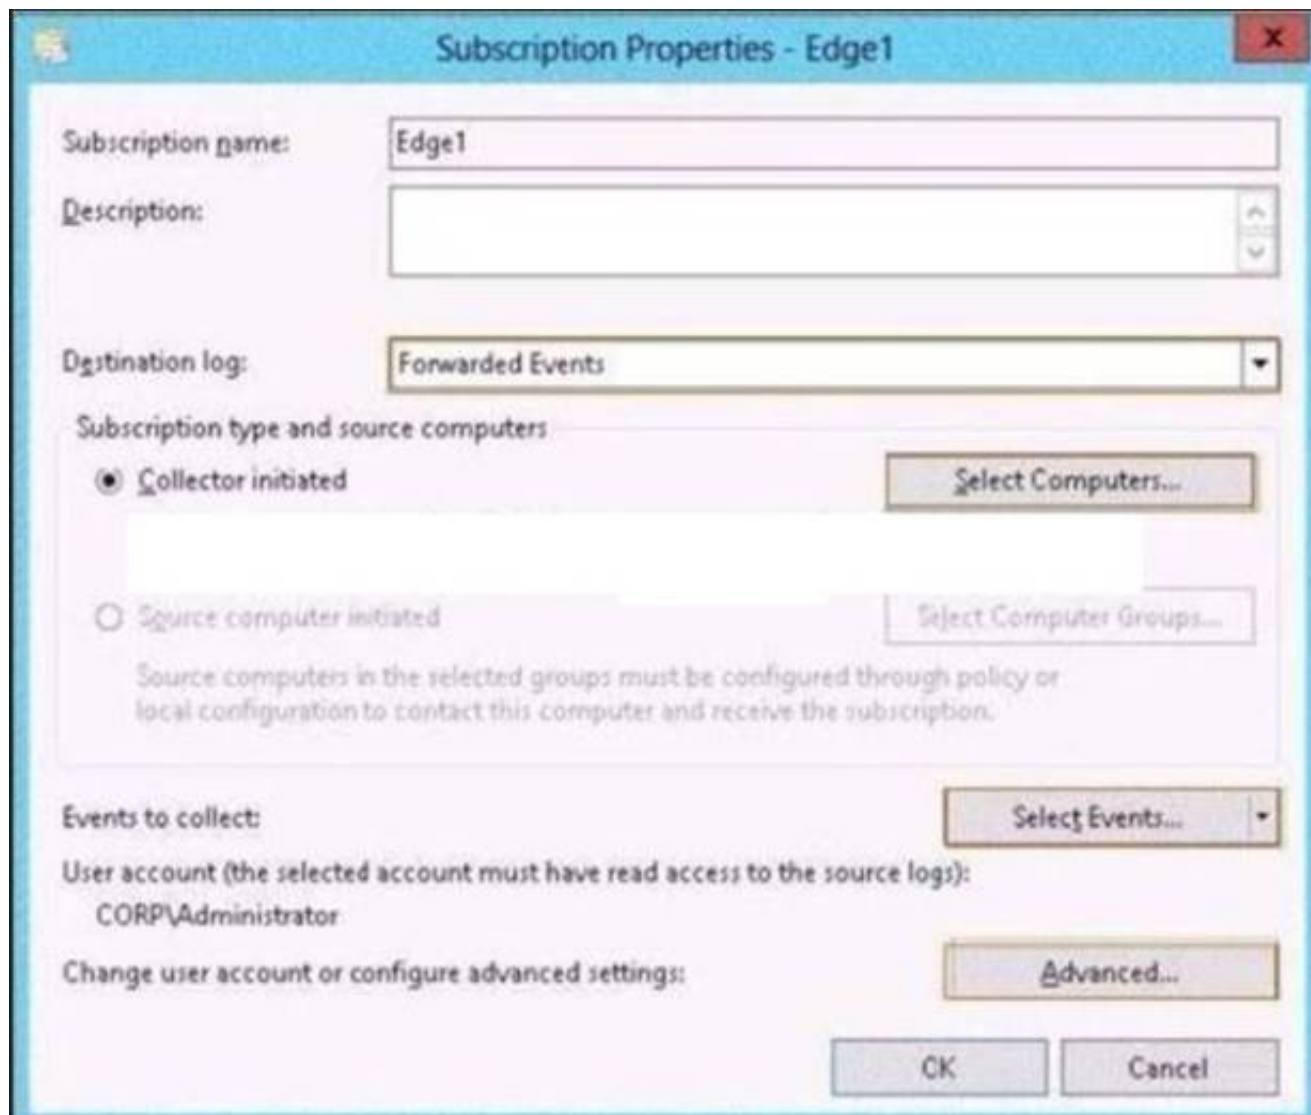 Subscription Properties - Edge1
x
Subscription name:
Edge1
Description:
Destination log:
Forwarded Events
Subscription type and source computers
Collector initiated
Select Computers...
Source computer initiated
Select Computer Groups...
Source computers in the selected groups must be configured through policy or
local configuration to contact this computer and receive the subscription.
Events to collect:
Select Events...
User account (the selected account must have read access to the source logs):
CORP\Administrator
Change user account or configure advanced settings:
Advanced...
CK
Cancel